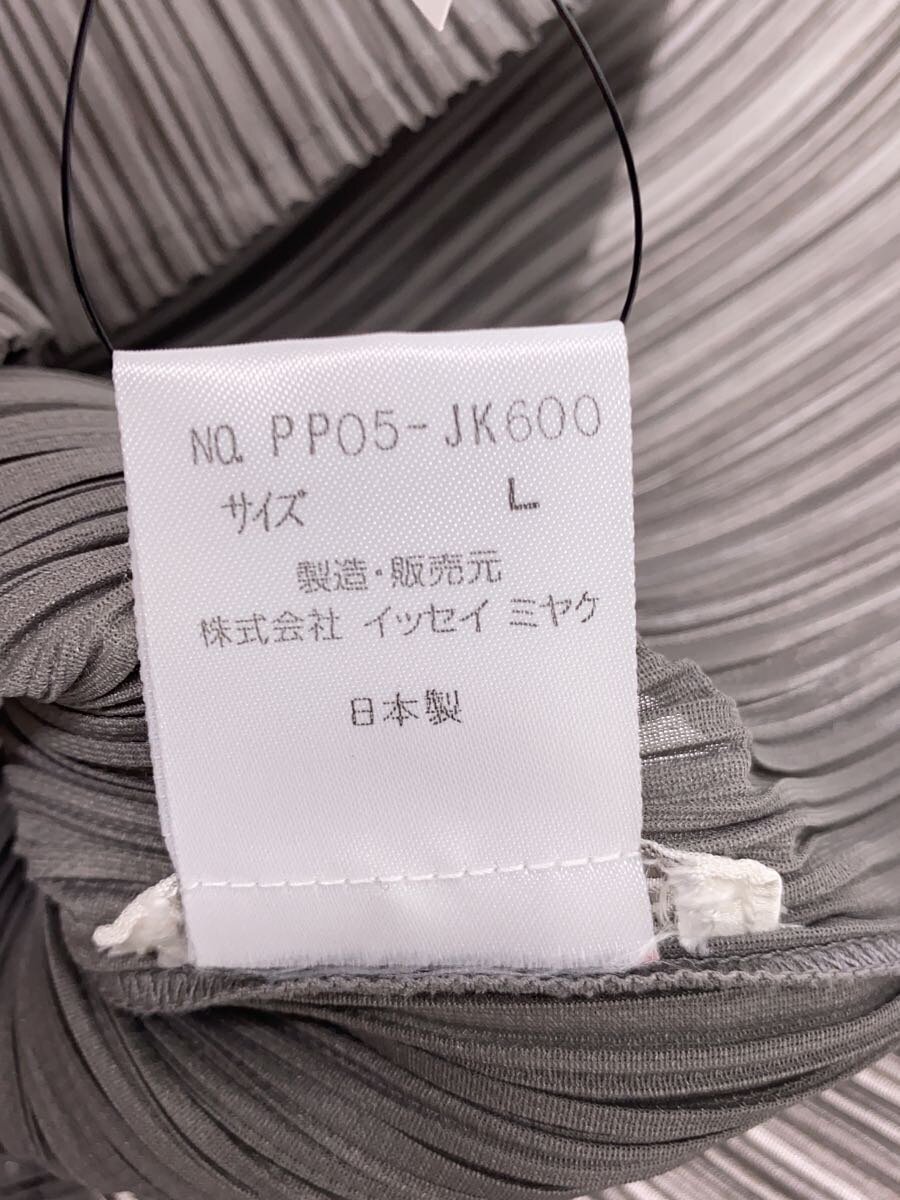 NO. PP05-JK600
サイズ L
製造・販売元
株式会社 イッセイ ミヤケ
日本製